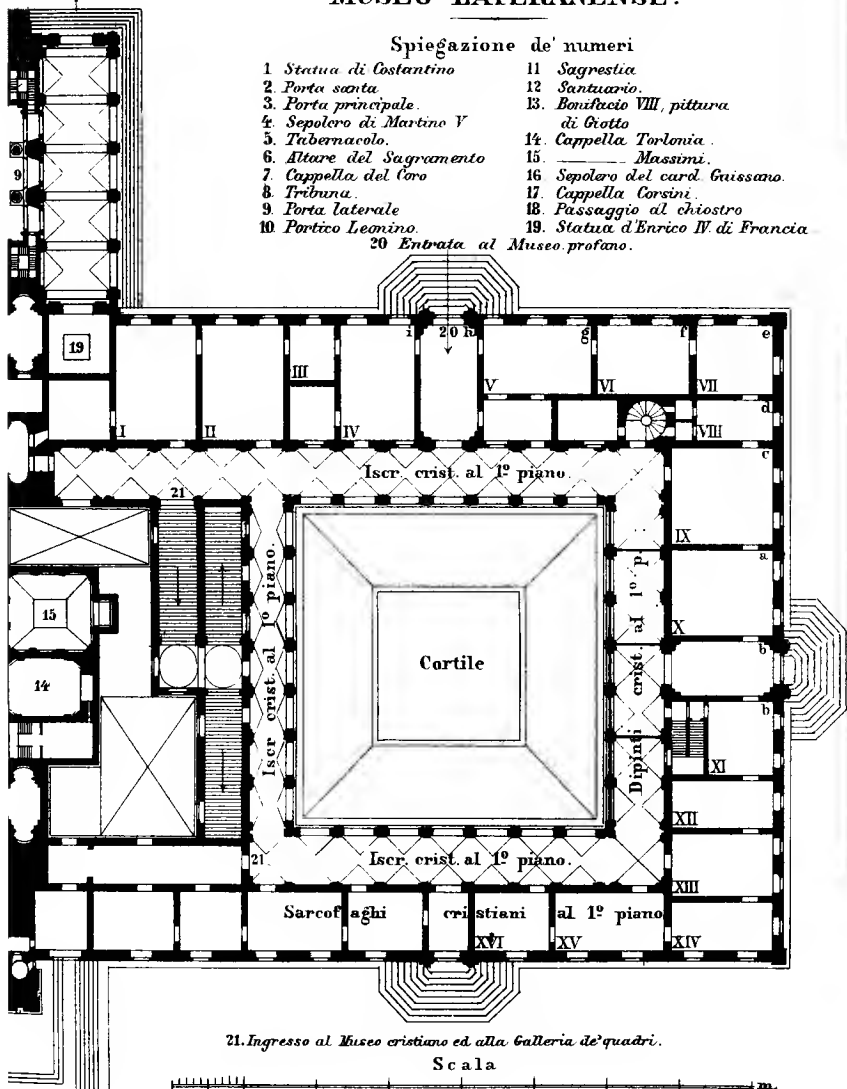 MUSEO LATERANENSE.
Spiegazione de' numeri
1 Statua di Costantino
2. Porta santa
3. Porta principale.
4. Sepolcro di Martino V
5. Tabernacolo.
6. Altare del Sagramento
7. Cappella del Coro
8. Tribuna.
9. Porta laterale
10. Portico Leonino.
11 Sagrestia
12 Santuario.
13. Bonifacio VIII, pittura
di Giotto
14. Cappella Torlonia.
15. ——— Massimi.
16 Sepolcro del card. Guissano.
17. Cappella Corsini.
18. Passaggio al chiostro
19. Statua d'Enrico IV. di Francia
20 Entrata al Museo profano.
9
19
I
II
III
i
IV
20 h
g
V
f
VI
e
VII
d
VIII
Iscr. crist. al 1º piano.
21
c
IX
Iscr. crist. al 1º piano.
Dipinti crist. al 1º p.
a
X
15
14
Cortile
b
b
XI
XII
21
Iscr. crist. al 1º piano.
XIII
Sarcofaghi cristiani al 1º piano
XVI
XV
XIV
21. Ingresso al Museo cristiano ed alla Galleria de' quadri.
Scala
m